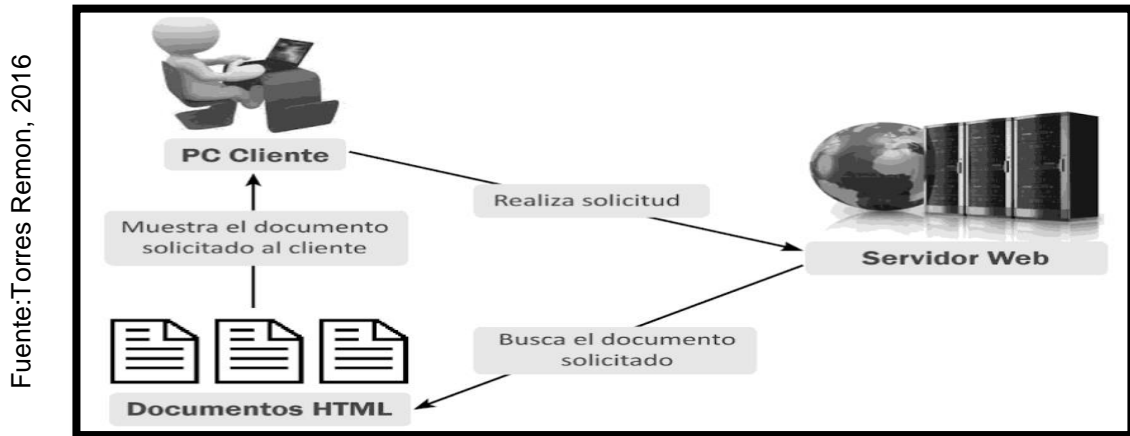 Fuente:Torres Remon, 2016
PC Cliente
Realiza solicitud
Servidor Web
Muestra el documento
solicitado al cliente
Busca el documento
solicitado
Documentos HTML